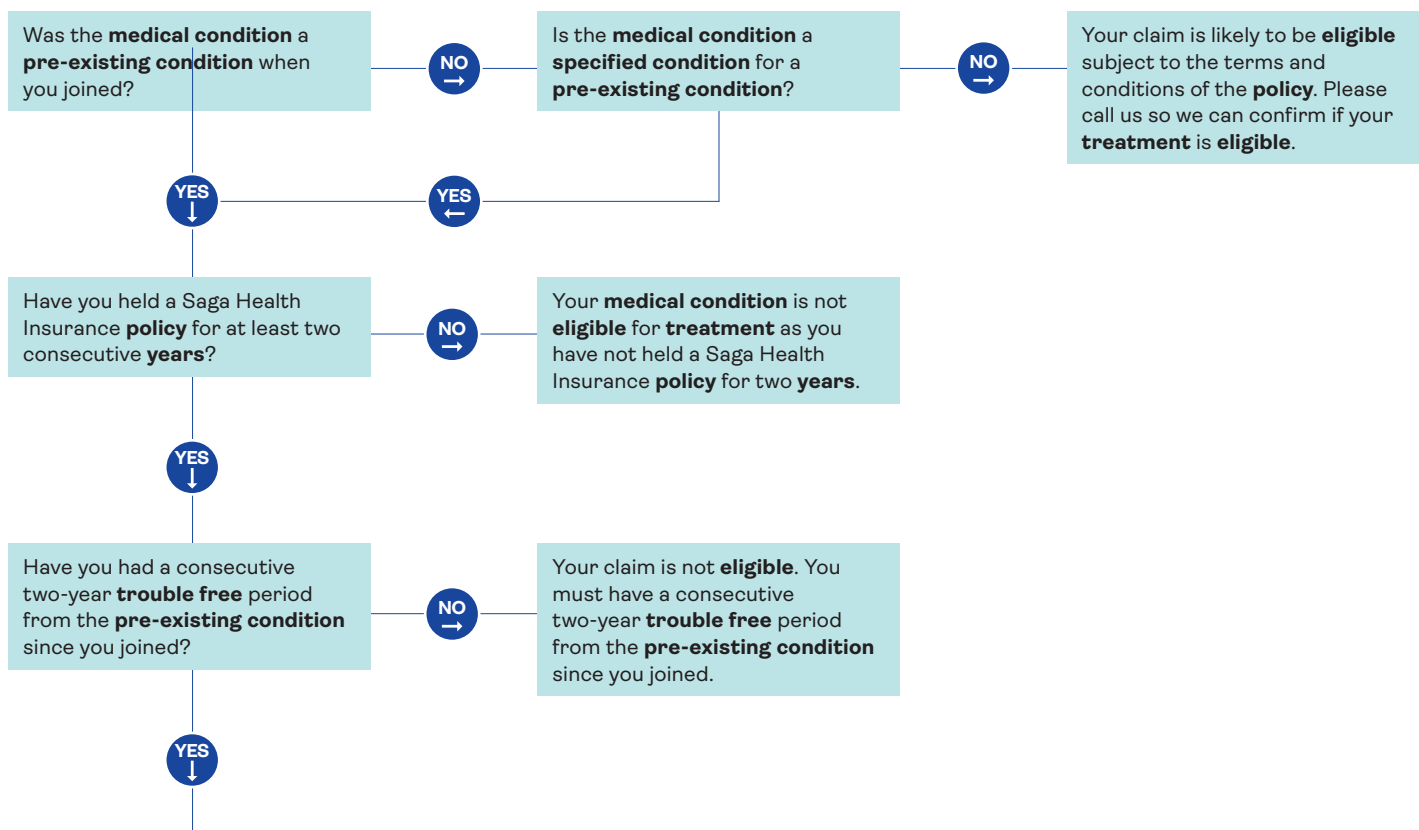 Was the medical condition a
pre-existing condition when
you joined?
NO
→
Is the medical condition a
specified condition for a
pre-existing condition?
NO
→
Your claim is likely to be eligible
subject to the terms and
conditions of the policy. Please
call us so we can confirm if your
treatment is eligible.
YES
↓
YES
←
Have you held a Saga Health
Insurance policy for at least two
consecutive years?
NO
→
Your medical condition is not
eligible for treatment as you
have not held a Saga Health
Insurance policy for two years.
YES
↓
Have you had a consecutive
two-year trouble free period
from the pre-existing condition
since you joined?
NO
→
Your claim is not eligible. You
must have a consecutive
two-year trouble free period
from the pre-existing condition
since you joined.
YES
↓